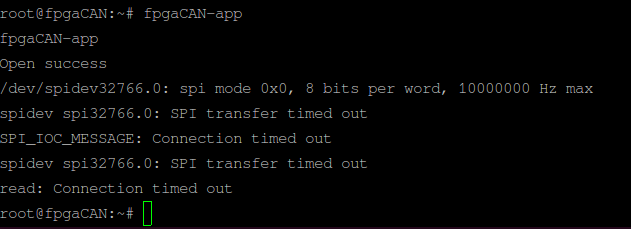 root@fpgaCAN:~# fpgaCAN-app
fpgaCAN-app
Open success
/dev/spidev32766.0: spi mode 0x0, 8 bits per word, 10000000 Hz max
spidev spi32766.0: SPI transfer timed out
SPI_IOC_MESSAGE: Connection timed out
spidev spi32766.0: SPI transfer timed out
read: Connection timed out
root@fpgaCAN:~#